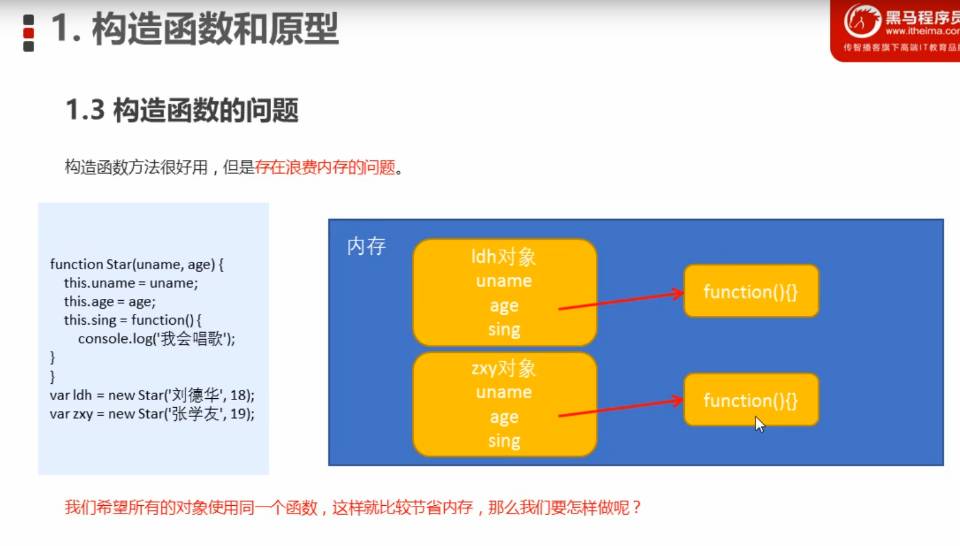 1. 构造函数和原型
黑马程序员
www.itheima.com
传智播客旗下高端IT教育品
1.3 构造函数的问题
构造函数方法很好用，但是存在浪费内存的问题。
function Star(uname, age) {
this.uname = uname;
this.age = age;
this.sing = function() {
console.log('我会唱歌');
}
}
var ldh = new Star('刘德华', 18);
var zxy = new Star('张学友', 19);
内存
ldh对象
uname
age
sing
function(){}
zxy对象
uname
age
sing
function(){}
我们希望所有的对象使用同一个函数，这样就比较节省内存，那么我们要怎样做呢？